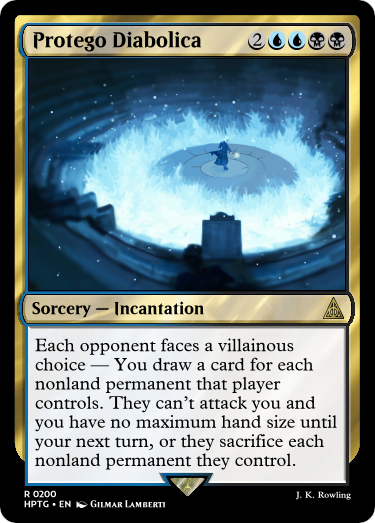 Protego Diabolica 2
Sorcery — Incantation
Each opponent faces a villainous
choice — You draw a card for each
nonland permanent that player
controls. They can't attack you and
you have no maximum hand size until
your next turn, or they sacrifice each
nonland permanent they control.
R 0200
HPTG • EN Gilmar Lamberti
J. K. Rowling